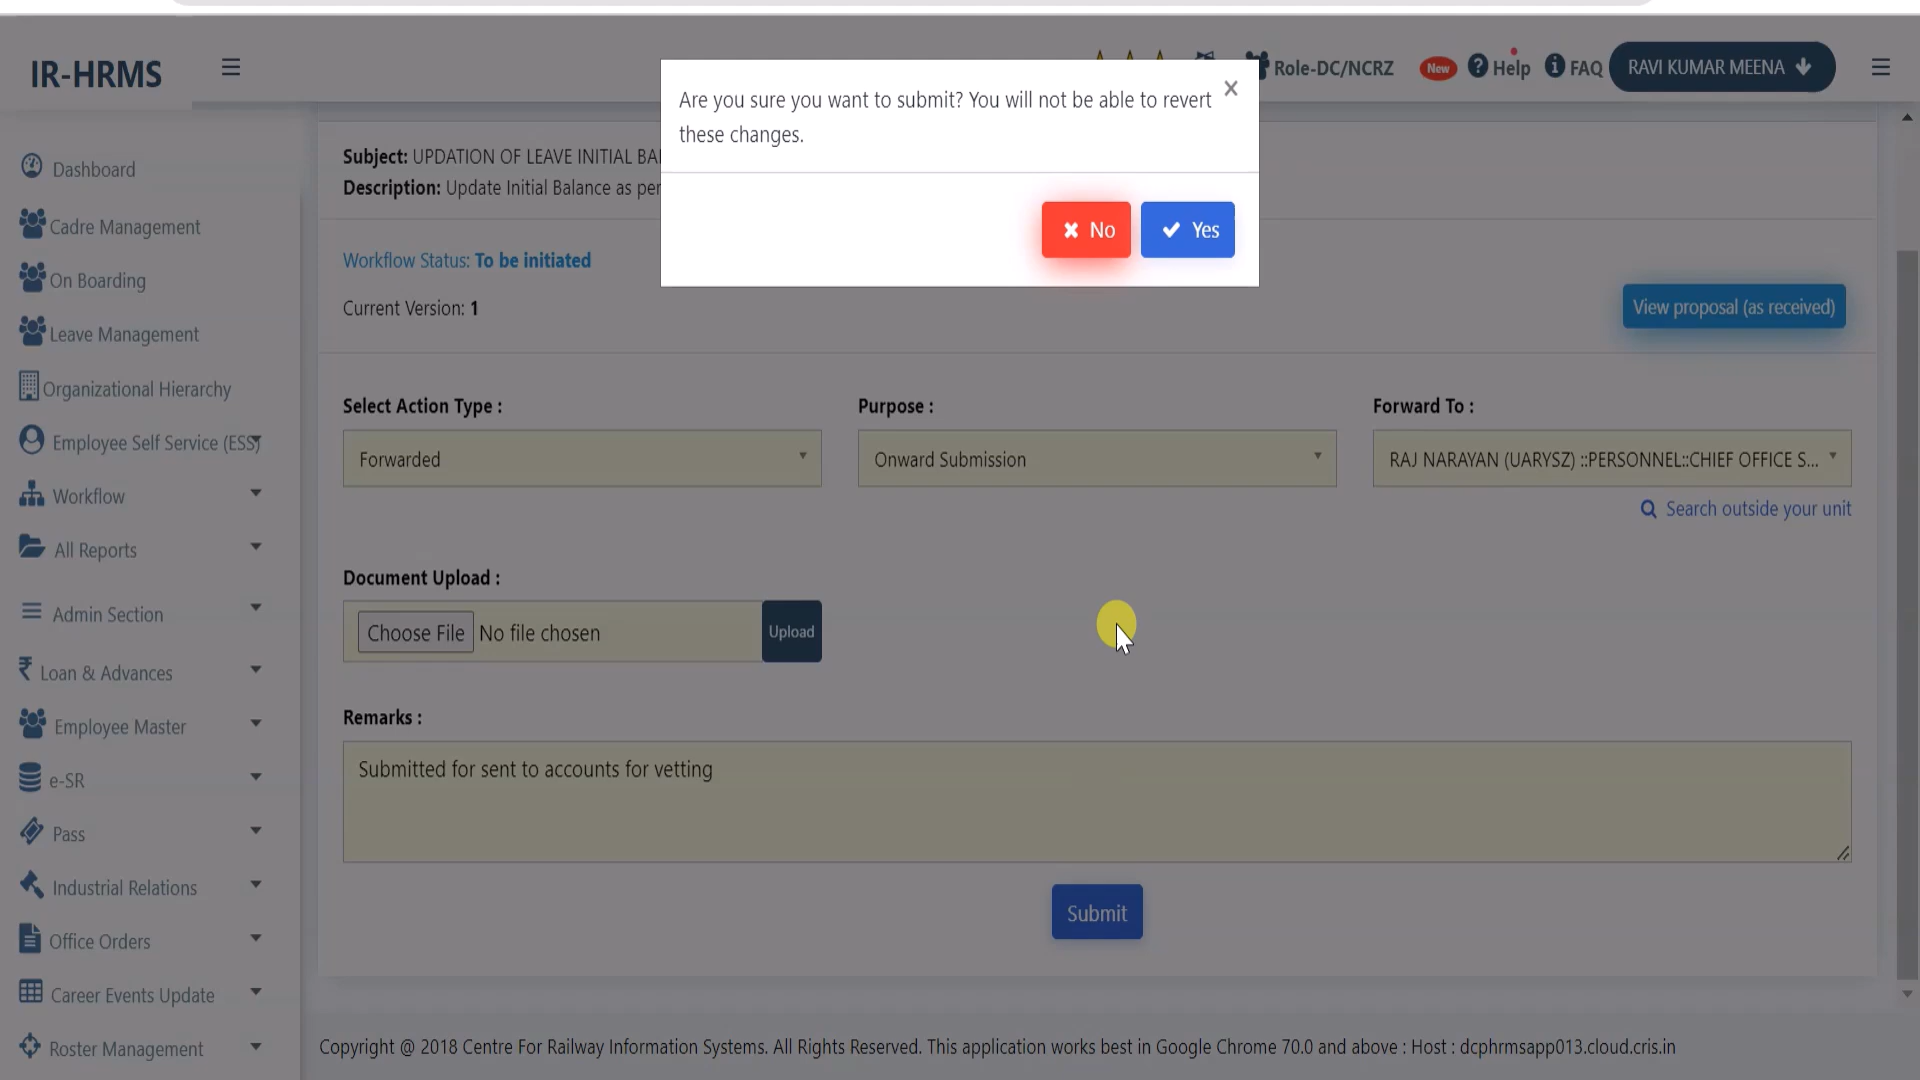 IR-HRMS
Role-DC/NCRZ
New
Help
FAQ
RAVI KUMAR MEENA
Are you sure you want to submit? You will not be able to revert
these changes.
No
Yes
Dashboard
Cadre Management
On Boarding
Leave Management
Organizational Hierarchy
Employee Self Service (ESS)
Workflow
All Reports
Admin Section
Loan & Advances
Employee Master
e-SR
Pass
Industrial Relations
Office Orders
Career Events Update
Roster Management
Subject: UPDATION OF LEAVE INITIAL
Description: Update Initial Balance as per
Workflow Status: To be initiated
Current Version: 1
View proposal (as received)
Select Action Type :
Purpose :
Forward To :
Forwarded
Onward Submission
RAJ NARAYAN (UARYSZ) ::PERSONNEL::CHIEF OFFICE S...
Search outside your unit
Document Upload :
Choose File No file chosen
Upload
Remarks :
Submitted for sent to accounts for vetting
Submit
Copyright @ 2018 Centre For Railway Information Systems. All Rights Reserved. This application works best in Google Chrome 70.0 and above : Host : dcphrmsapp013.cloud.cris.in